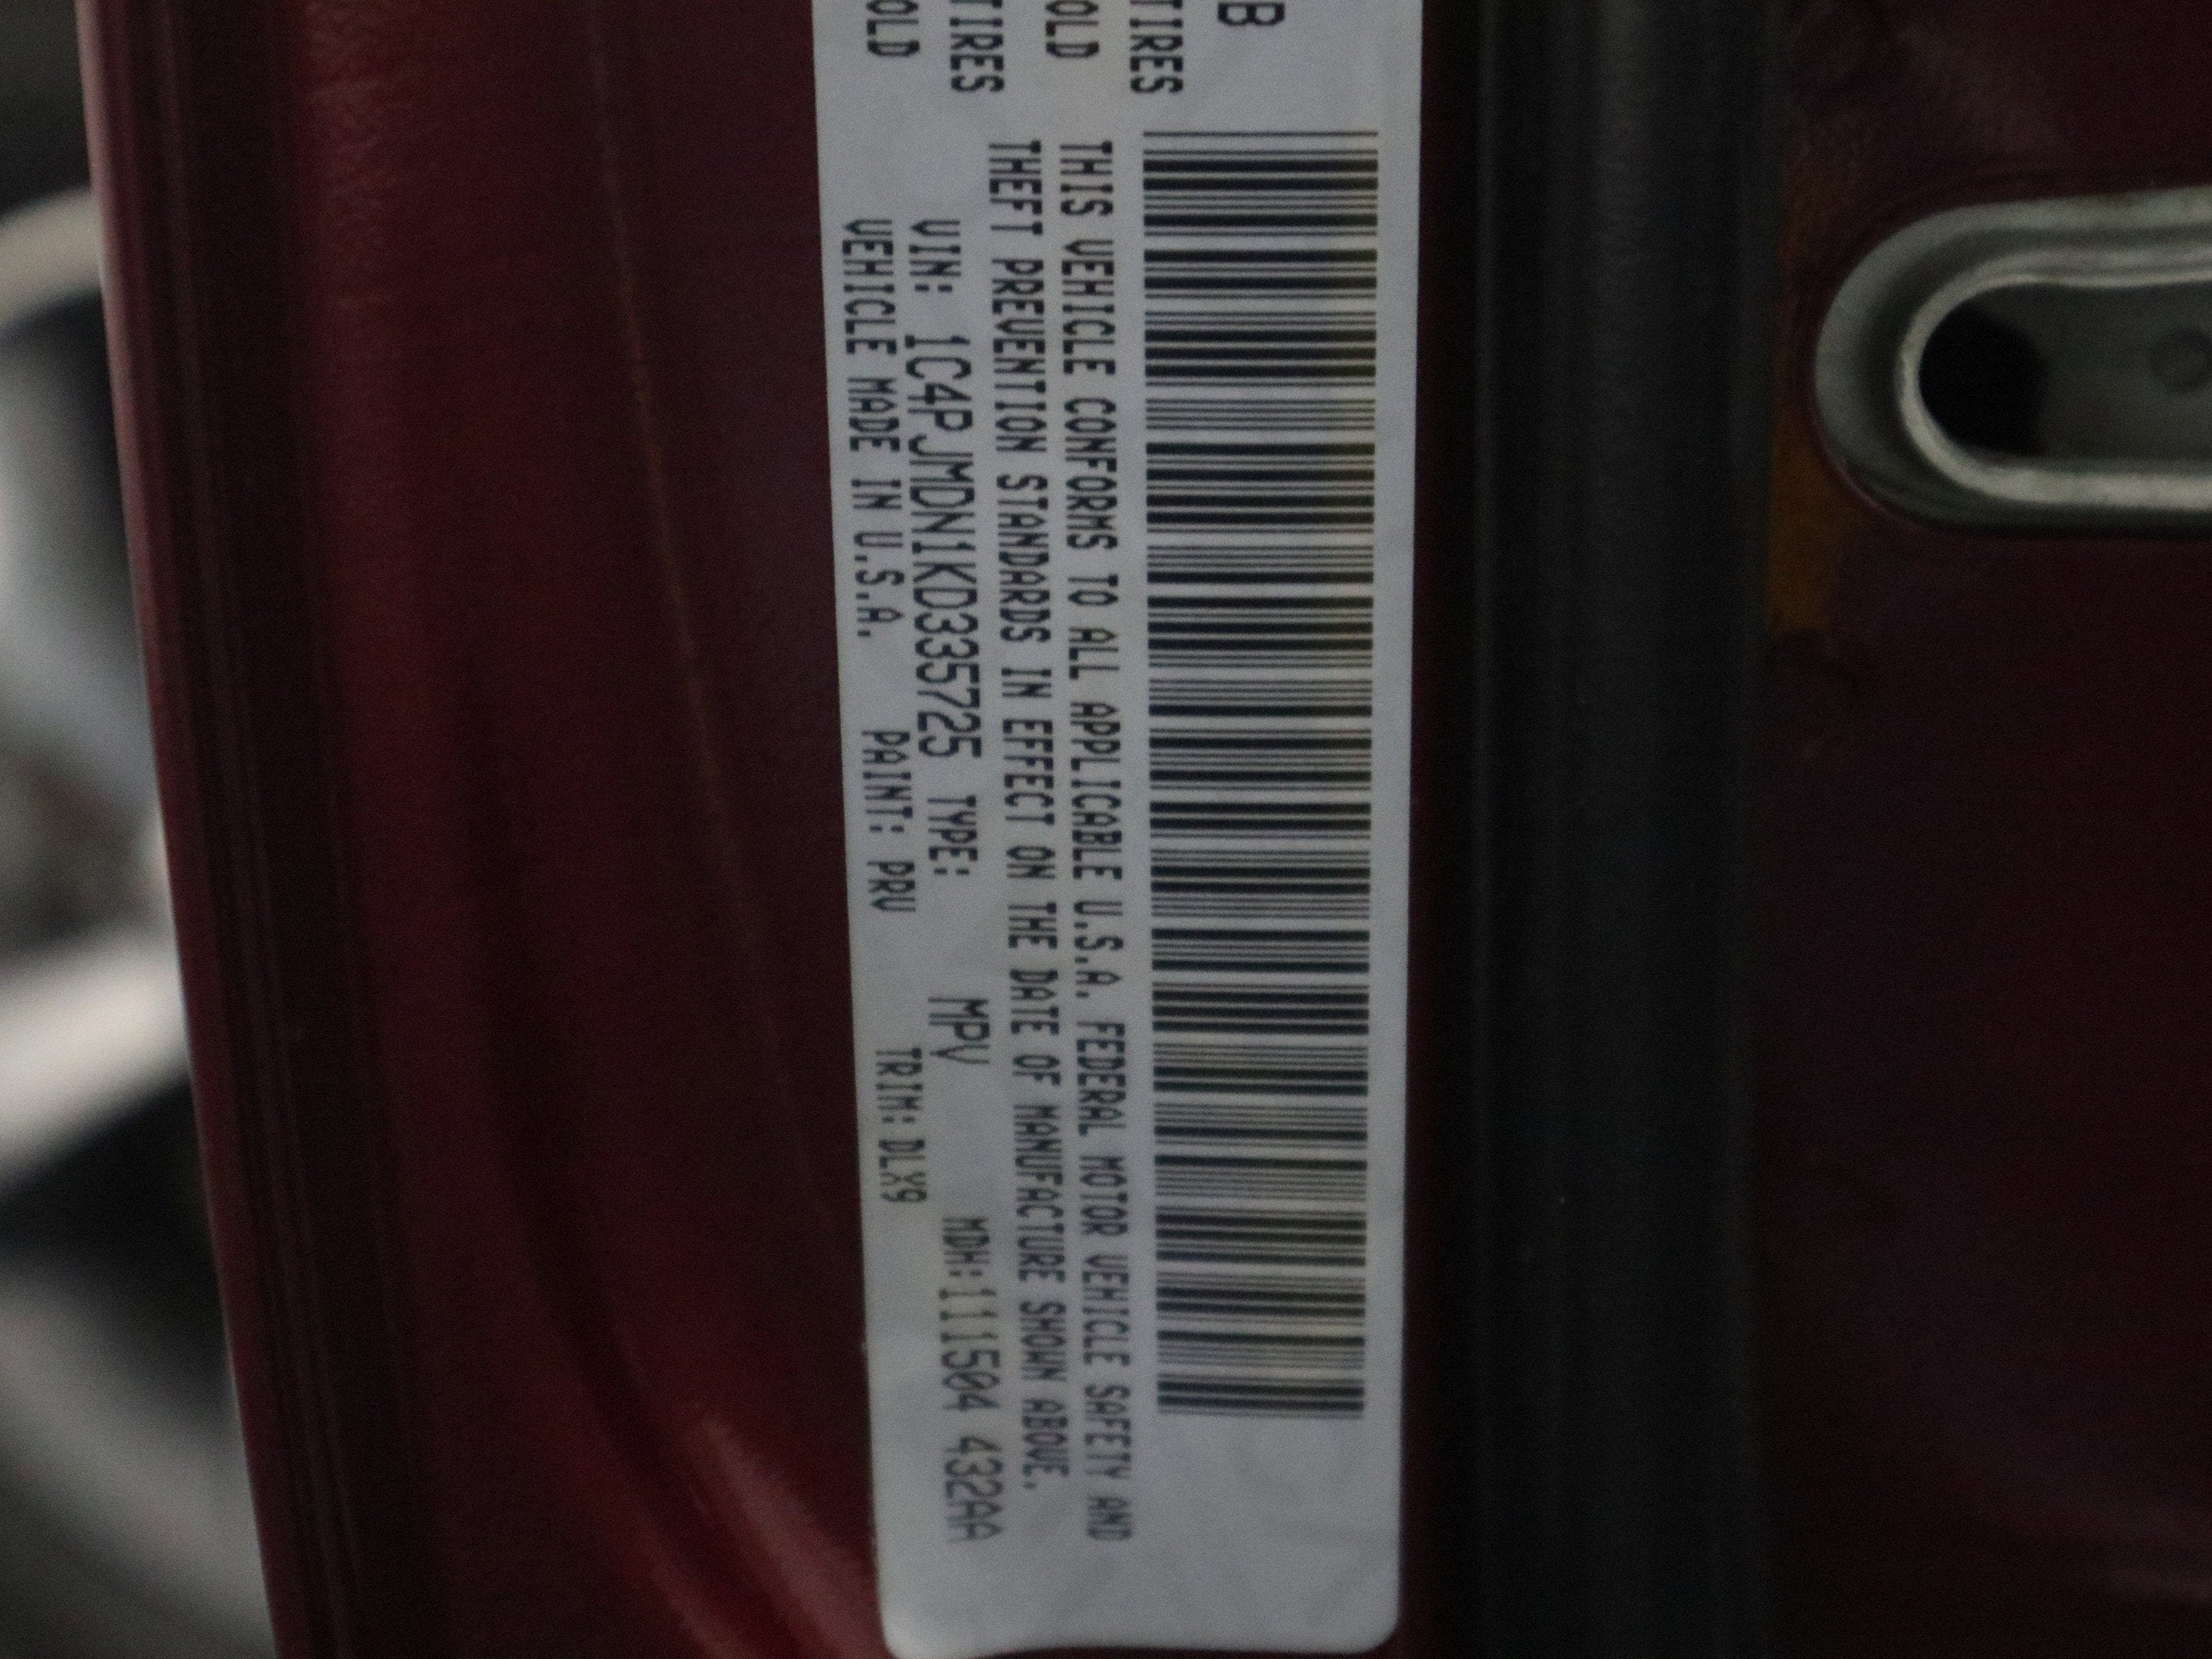 B
TIRES
OLD
TIRES
OLD
THIS VEHICLE CONFORMS TO ALL APPLICABLE U.S.A. FEDERAL MOTOR VEHICLE SAFETY AND
THEFT PREVENTION STANDARDS IN EFFECT ON THE DATE OF MANUFACTURE SHOWN ABOVE.
VIN: 1C4PJMDN1KD335725 TYPE: MPV MDH:111504 432AA
VEHICLE MADE IN U.S.A. PAINT: PRV TRIM: DLX9